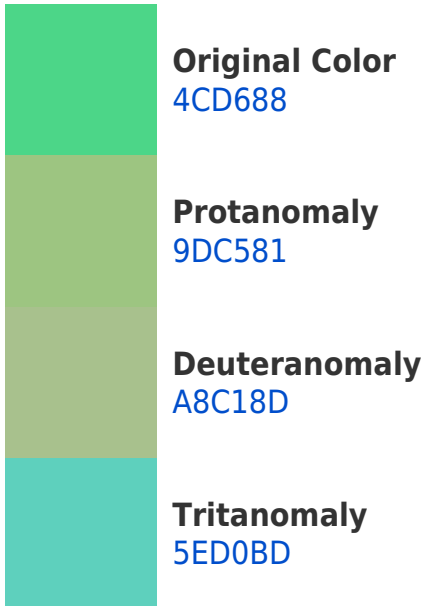 Original Color
4CD688
Protanomaly
9DC581
Deuteranomaly
A8C18D
Tritanomaly
5ED0BD